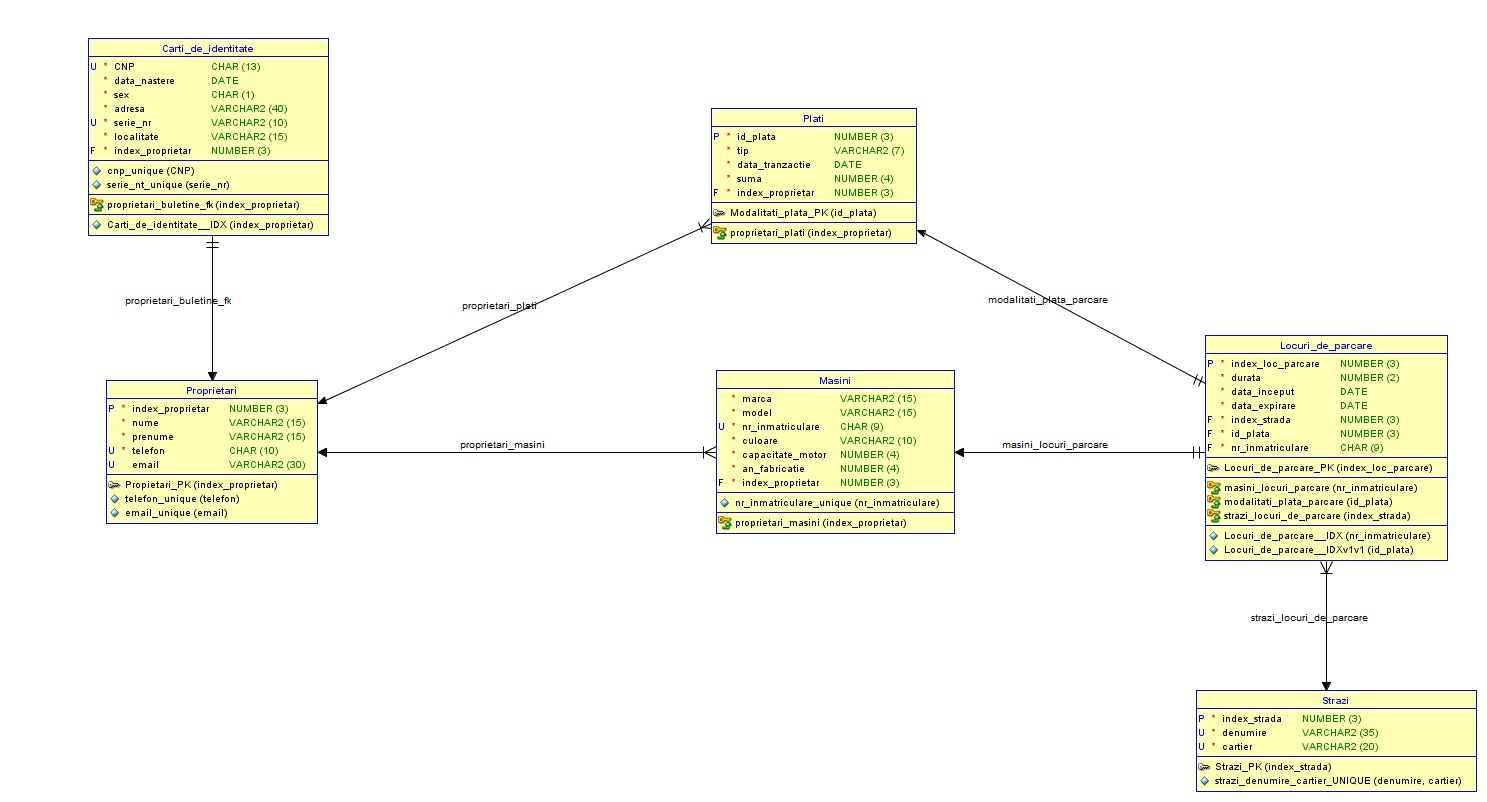 Carti_de_identitate
U * CNP CHAR (13)
* data_nastere DATE
* sex CHAR (1)
* adresa VARCHAR2 (40)
U * serie_nr VARCHAR2 (10)
* localitate VARCHAR2 (15)
F * index_proprietar NUMBER (3)
cnp_unique (CNP)
serie_nt_unique (serie_nr)
proprietari_buletine_fk (index_proprietar)
Carti_de_identitate__IDX (index_proprietar)
proprietari_buletine_fk
Plati
P * id_plata NUMBER (3)
* tip VARCHAR2 (7)
* data_tranzactie DATE
* suma NUMBER (4)
F * index_proprietar NUMBER (3)
Modalitati_plata_PK (id_plata)
proprietari_plati (index_proprietar)
proprietari_plati
modalitati_plata_parcare
Proprietari
P * index_proprietar NUMBER (3)
* nume VARCHAR2 (15)
* prenume VARCHAR2 (15)
U * telefon CHAR (10)
U email VARCHAR2 (30)
Propietari_PK (index_proprietar)
telefon_unique (telefon)
email_unique (email)
proprietari_masini
Masini
* marca VARCHAR2 (15)
* model VARCHAR2 (15)
U * nr_inmatriculare CHAR (9)
* culoare VARCHAR2 (10)
* capacitate_motor NUMBER (4)
* an_fabricatie NUMBER (4)
F * index_proprietar NUMBER (3)
nr_inmatriculare_unique (nr_inmatriculare)
proprietari_masini (index_proprietar)
masini_locuri_parcare
Locuri_de_parcare
P * index_loc_parcare NUMBER (3)
* durata NUMBER (2)
* data_inceput DATE
* data_expirare DATE
F * index_strada NUMBER (3)
F * id_plata NUMBER (3)
F * nr_inmatriculare CHAR (9)
Locuri_de_parcare_PK (index_loc_parcare)
masini_locuri_parcare (nr_inmatriculare)
modalitati_plata_parcare (id_plata)
strazi_locuri_de_parcare (index_strada)
Locuri_de_parcare__IDX (nr_inmatriculare)
Locuri_de_parcare__IDXv1v1 (id_plata)
strazi_locuri_de_parcare
Strazi
P * index_strada NUMBER (3)
U * denumire VARCHAR2 (35)
U * cartier VARCHAR2 (20)
Strazi_PK (index_strada)
strazi_denumire_cartier_UNIQUE (denumire, cartier)